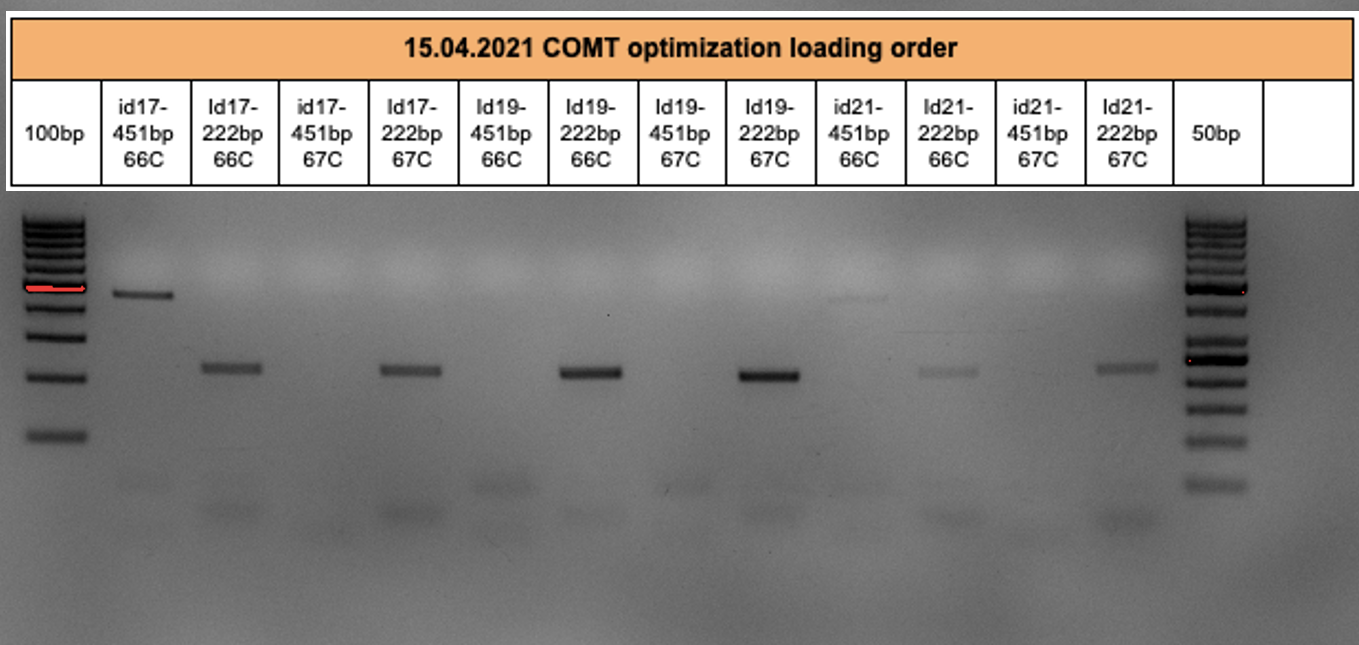 15.04.2021 COMT optimization loading order
100bp
id17-
451bp
66C
Id17-
222bp
66C
id17-
451bp
67C
Id17-
222bp
67C
Id19-
451bp
66C
Id19-
222bp
66C
Id19-
451bp
67C
Id19-
222bp
67C
id21-
451bp
66C
Id21-
222bp
66C
id21-
451bp
67C
Id21-
222bp
67C
50bp